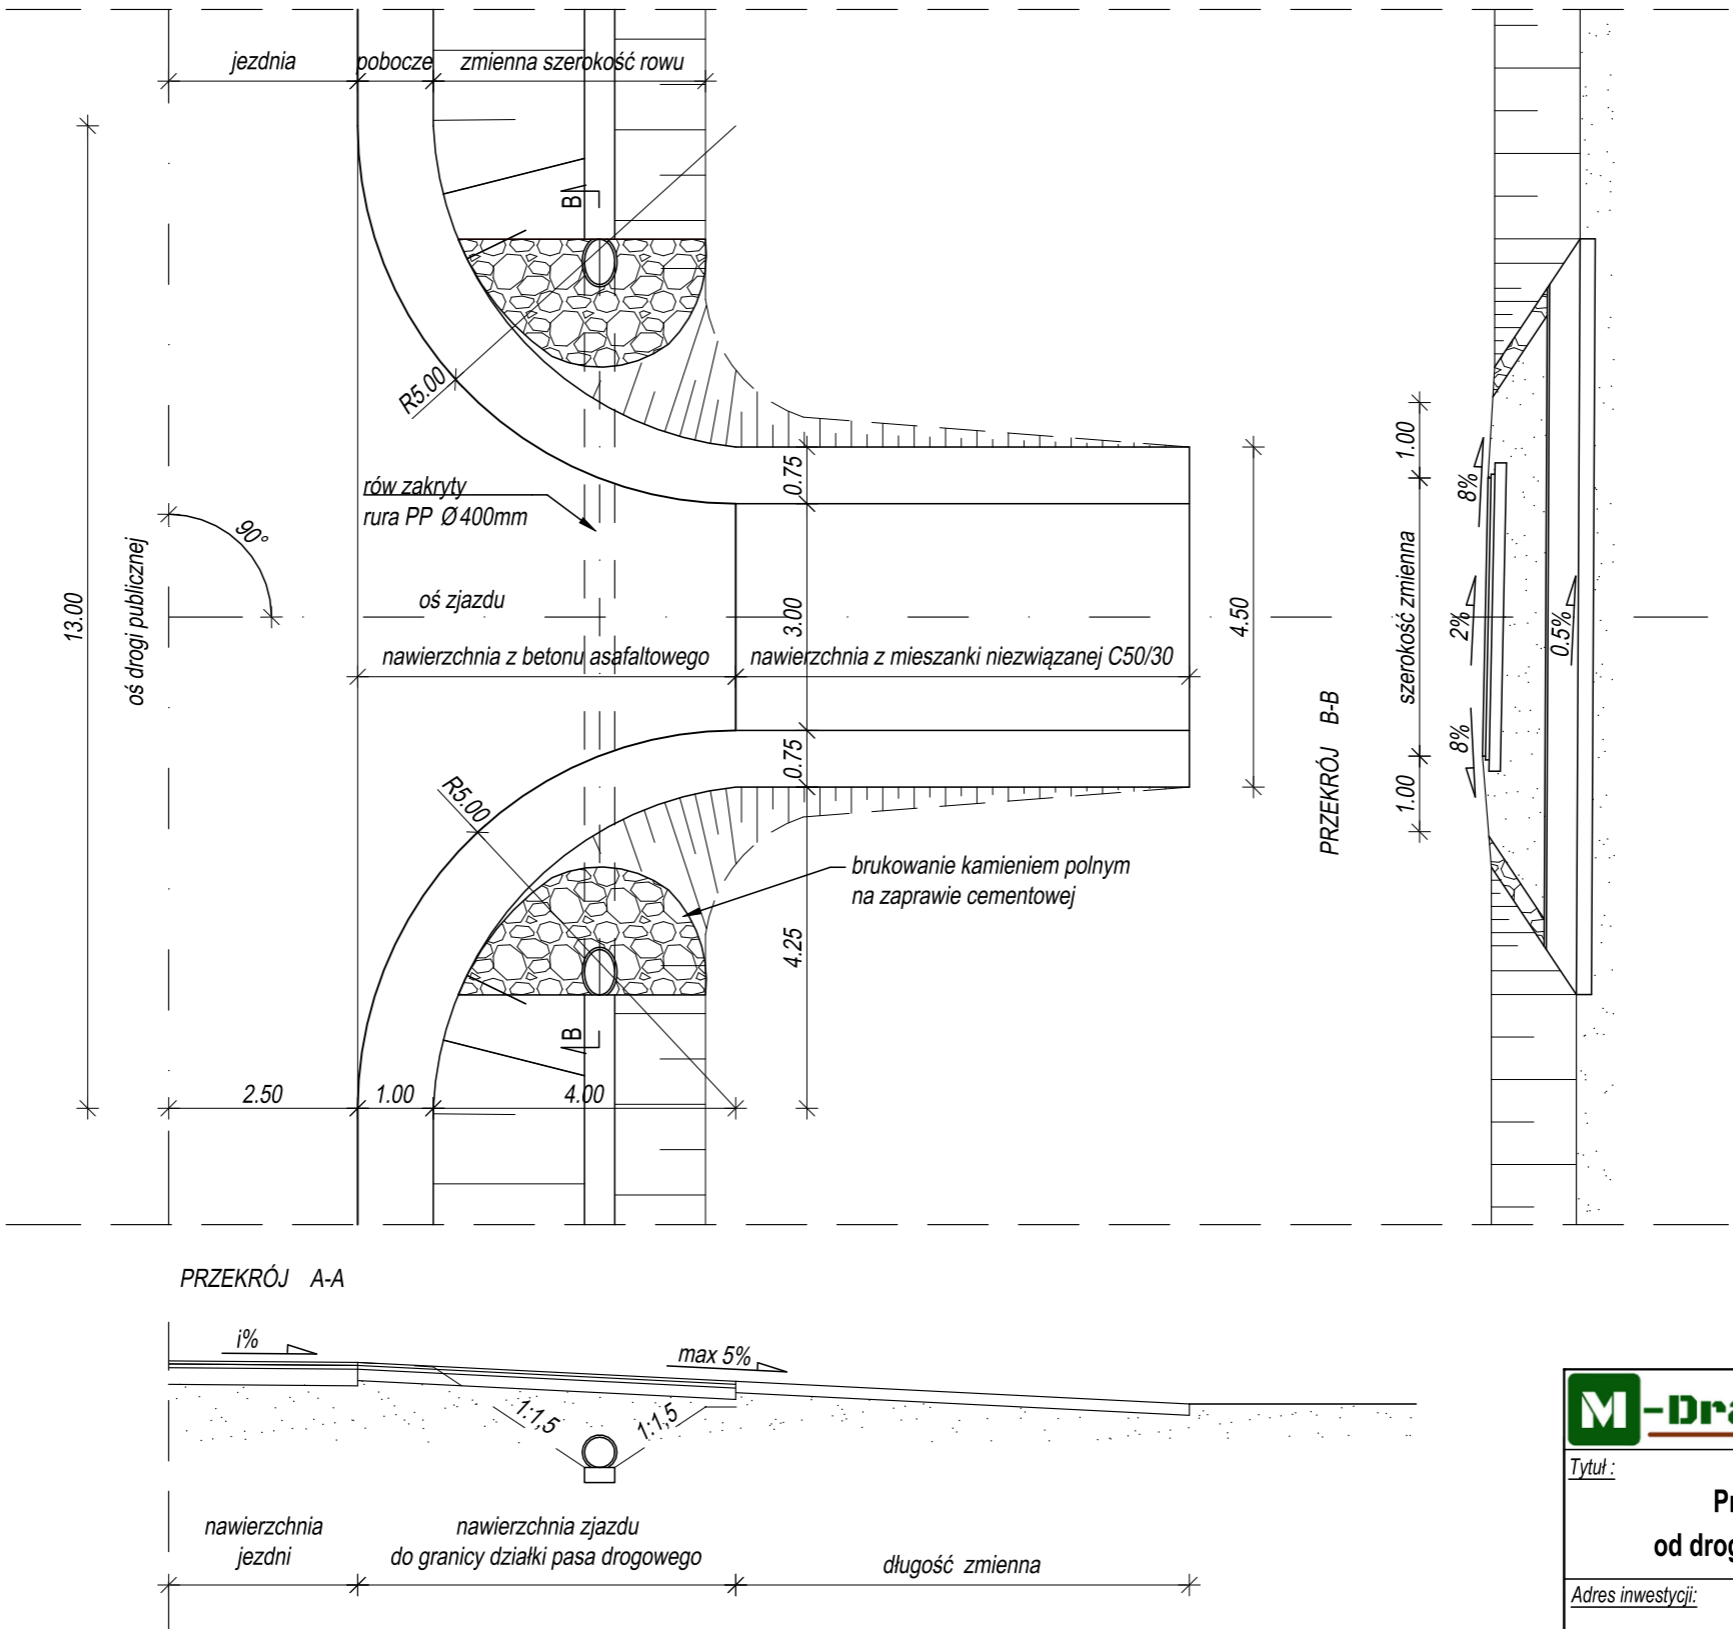 jezdnia
pobocze
zmienna szerokość rowu
B
R5.00
rów zakryty
rura PP Ø400mm
0.75
1.00
8%
90°
oś drogi publicznej
13.00
oś zjazdu
3.00
4.50
szerokość zmienna
2%
0.5%
nawierzchnia z betonu asafaltowego
nawierzchnia z mieszanki niezwiązanej C50/30
PRZEKRÓJ B-B
8%
0.75
1.00
R5.00
brukowanie kamieniem polnym
na zaprawie cementowej
4.25
B
2.50
1.00
4.00
PRZEKRÓJ A-A
i%
max 5%
1:1,5
1:1,5
nawierzchnia
jezdni
nawierzchnia zjazdu
do granicy działki pasa drogowego
długość zmienna
M-Dr
Tytuł :
Pr
od drog
Adres inwestycji: